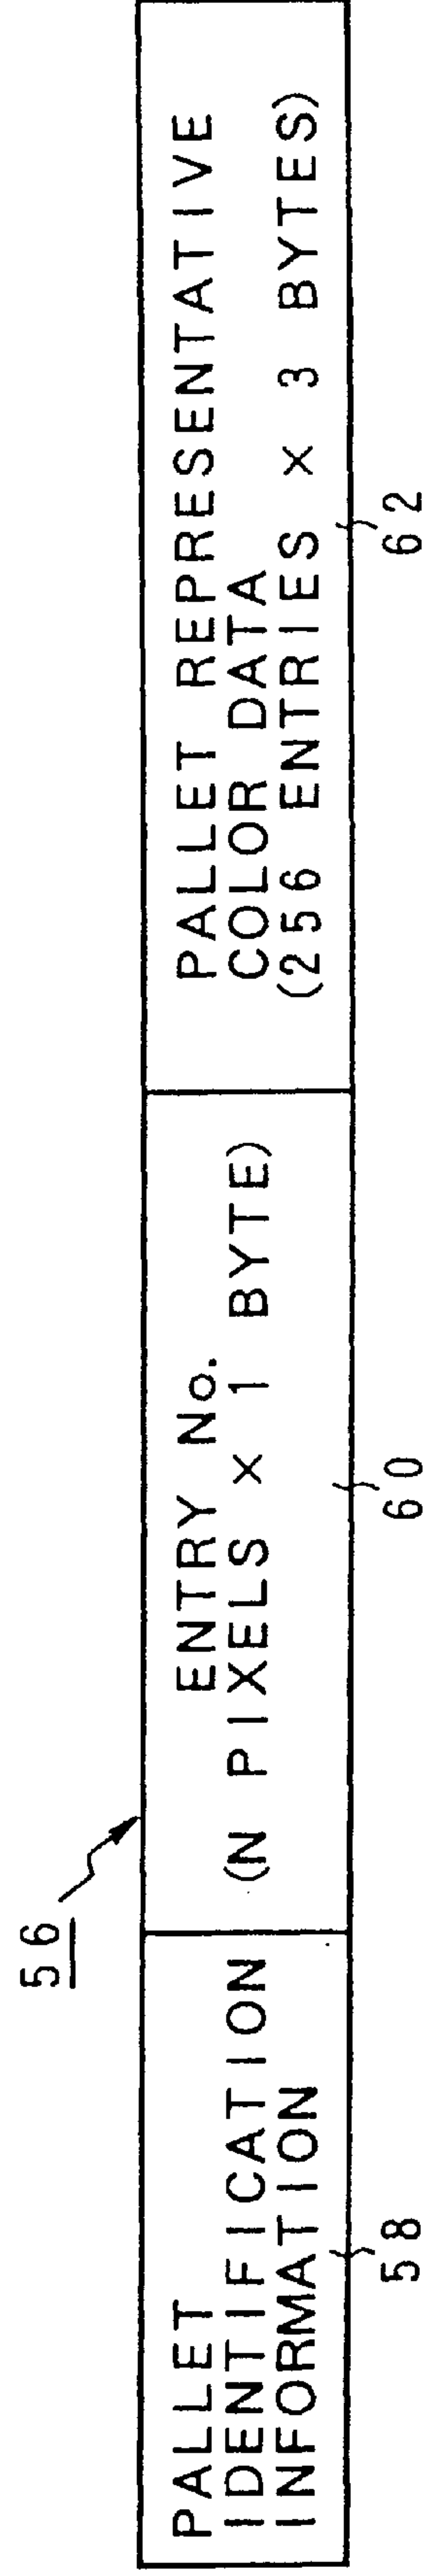 56
PALLET
IDENTIFICATION
INFORMATION
ENTRY No.
(N PIXELS × 1 BYTE)
PALLET REPRESENTATIVE
COLOR DATA
(256 ENTRIES × 3 BYTES)
58
60
62